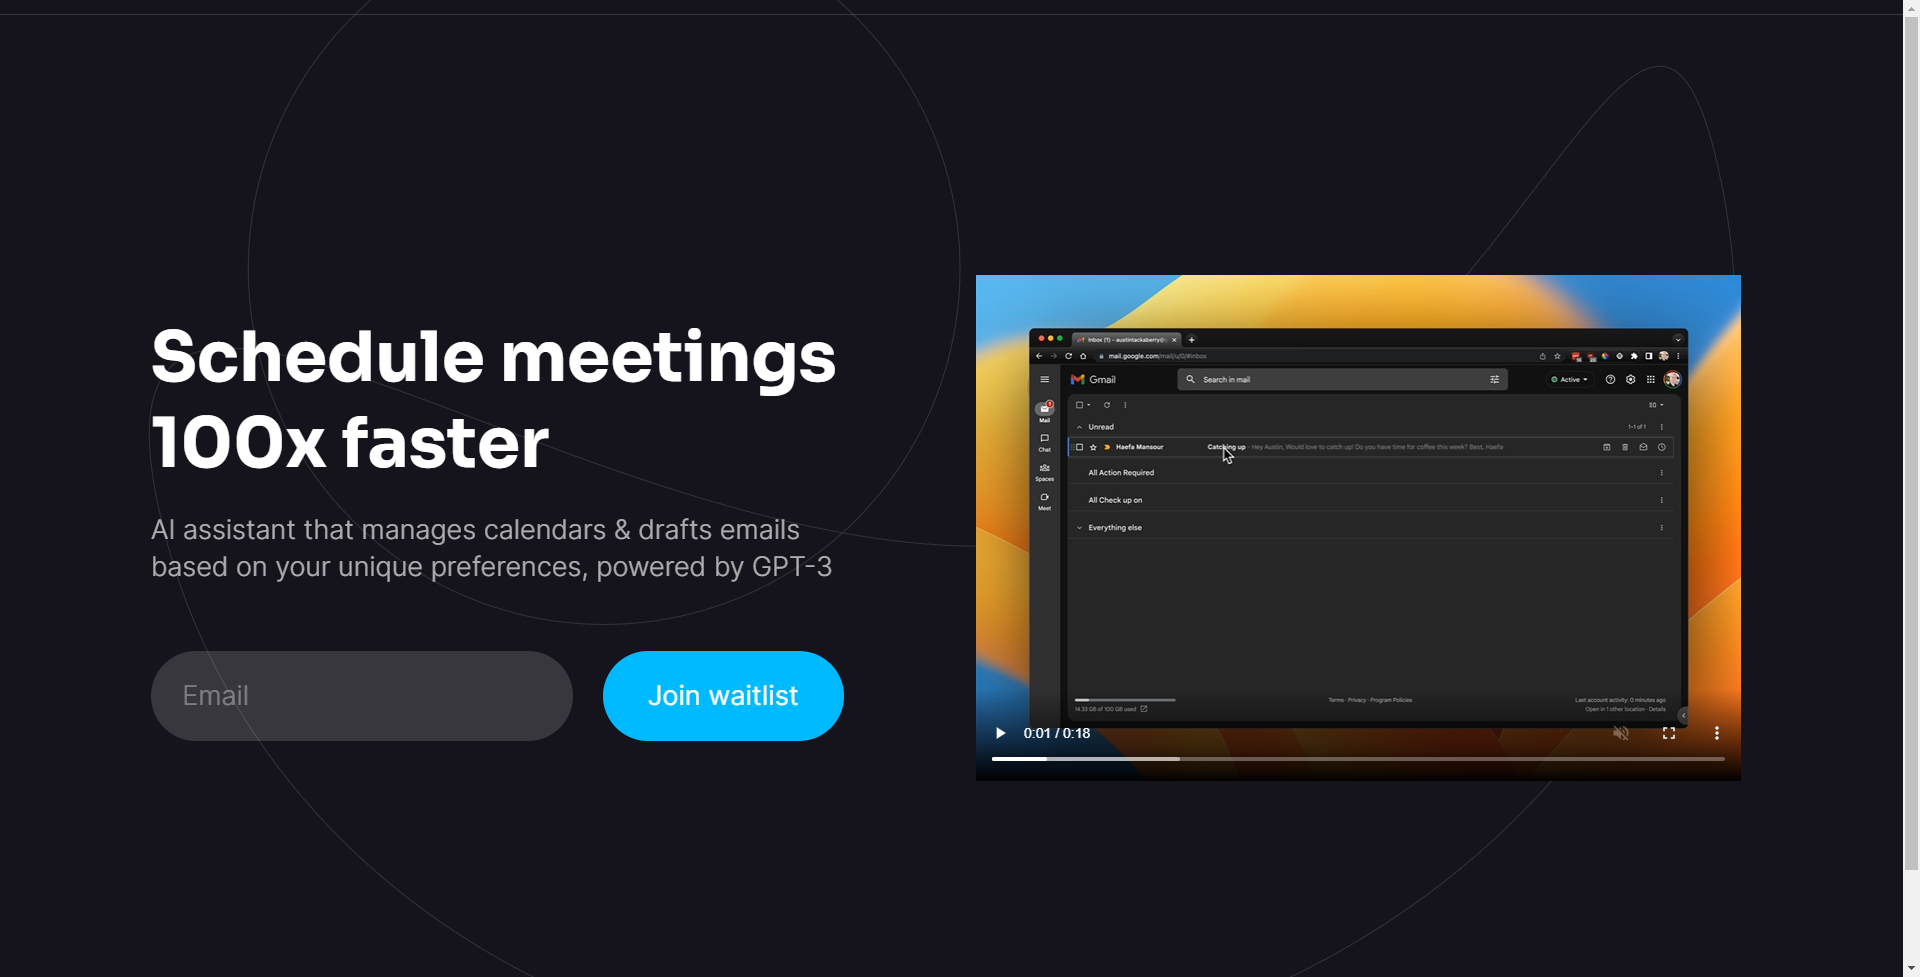 Schedule meetings
100x faster
AI assistant that manages calendars & drafts emails
based on your unique preferences, powered by GPT-3
Email
Join waitlist
Inbox (1) - austintackaberry@
mail.google.com/mail/u/0/#inbox
Gmail
Search in mail
Active
Mail
Chat
Spaces
Meet
Unread
1–1 of 1
Haefa Mansour
Catching up - Hey Austin, Would love to catch up! Do you have time for coffee this week? Best, Haefa
All Action Required
All Check up on
Everything else
14.33 GB of 100 GB used
Terms · Privacy · Program Policies
Last account activity: 0 minutes ago
Open in 1 other location · Details
0:01 / 0:18